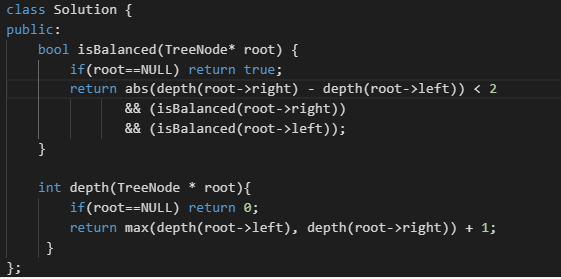 class Solution {
public:
    bool isBalanced(TreeNode* root) {
        if(root==NULL) return true;
        return abs(depth(root->right) - depth(root->left)) < 2
               && (isBalanced(root->right))
               && (isBalanced(root->left));
    }

    int depth(TreeNode * root){
        if(root==NULL) return 0;
        return max(depth(root->left), depth(root->right)) + 1;
     }
};